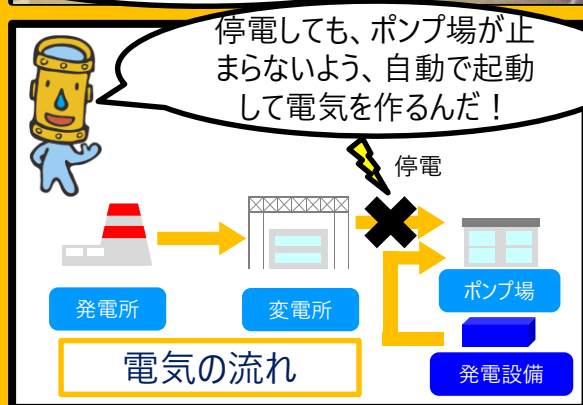 停電しても、ポンプ場が止
まらないよう、自動で起動
して電気を作るんだ！
停電
発電所
変電所
ポンプ場
電気の流れ
発電設備